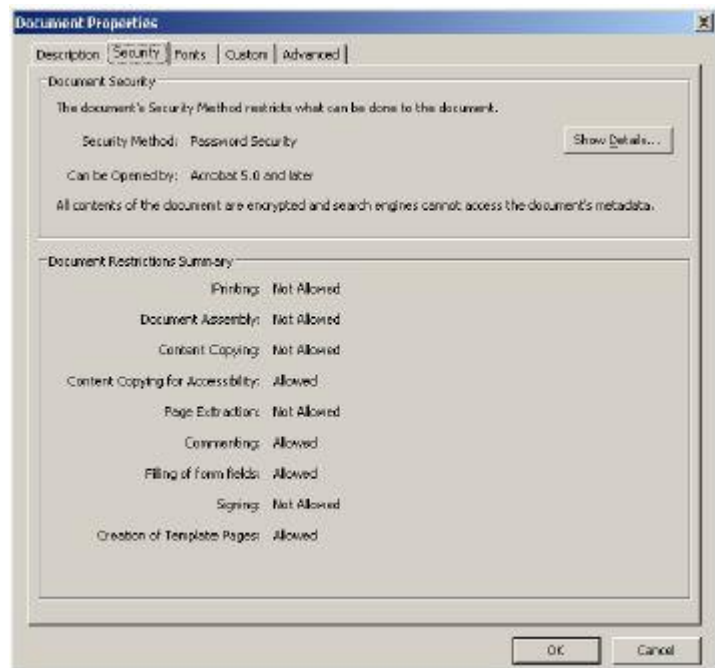 Document Properties
Description Security Fonts Custom Advanced
Document Security
The document's Security Method restricts what can be done to the document.
Security Method: Password Security
Show Details...
Can be Opened by: Acrobat 5.0 and later
All contents of the document are encrypted and search engines cannot access the document's metadata.
Document Restrictions Summary
Printing: Not Allowed
Document Assembly: Not Allowed
Content Copying: Not Allowed
Content Copying for Accessibility: Allowed
Page Extraction: Not Allowed
Commenting: Allowed
Filling of form fields: Allowed
Signing: Not Allowed
Creation of Template Pages: Allowed
OK Cancel